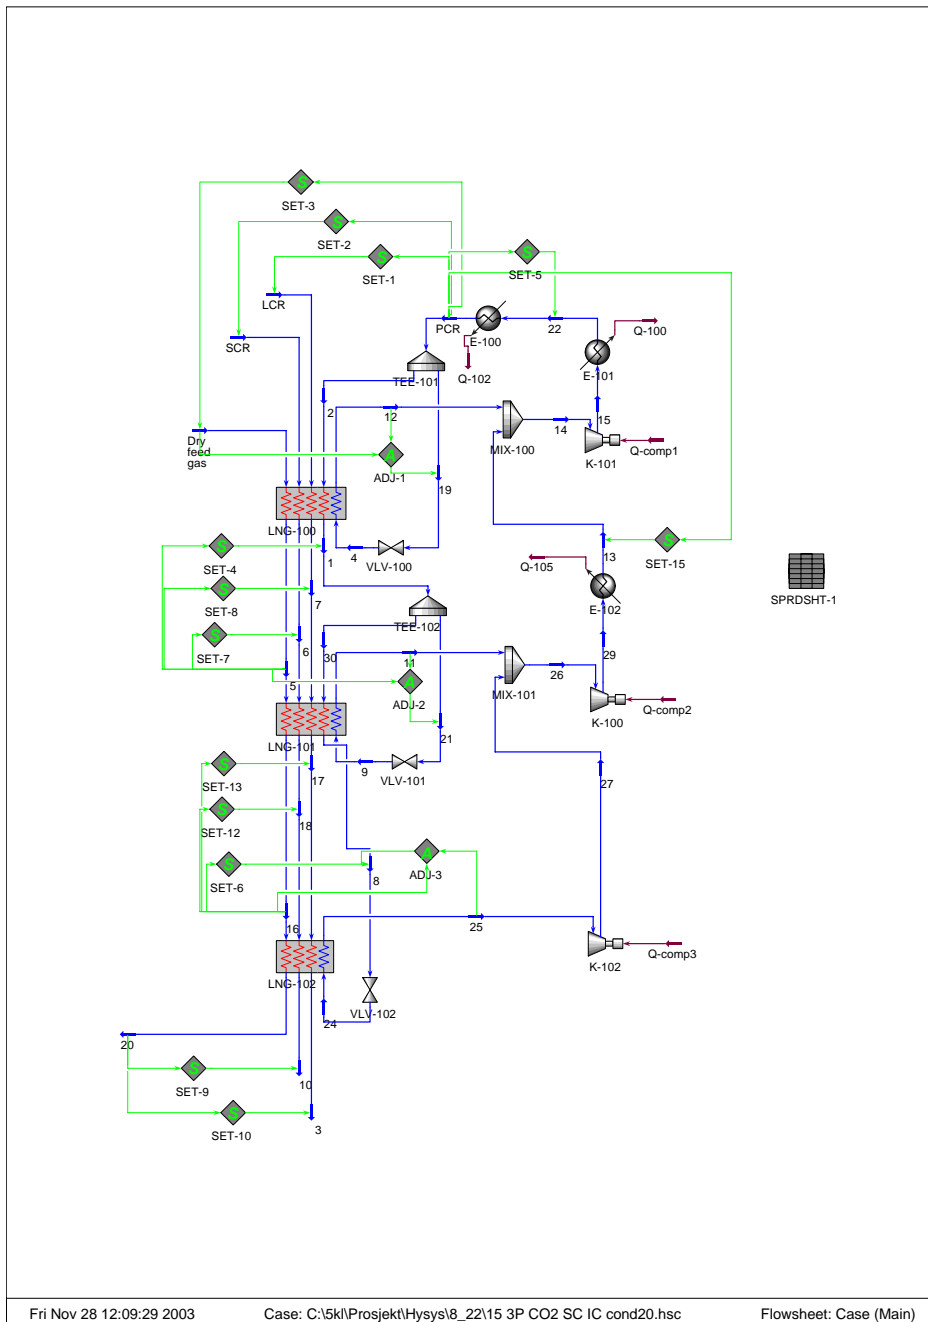 S
SET-3
S
SET-2
S
SET-1
S
SET-5
LCR
PCR
E-100
22
Q-100
SCR
E-101
TEE-101
Q-102
2
12
15
14
Dry
feed
gas
MIX-100
K-101
Q-comp1
A
ADJ-1
19
LNG-100
S
SET-4
1
4
VLV-100
13
S
SET-15
Q-105
S
SET-8
7
E-102
SPRDSHT-1
TEE-102
S
SET-7
6
30
11
29
5
26
MIX-101
A
ADJ-2
K-100
Q-comp2
21
LNG-101
S
SET-13
17
9
VLV-101
27
S
SET-12
18
S
SET-6
8
A
ADJ-3
16
25
K-102
Q-comp3
LNG-102
24
VLV-102
20
S
SET-9
10
S
SET-10
3
Fri Nov 28 12:09:29 2003 Case: C:\5kl\Prosjekt\Hysys\8_22\15 3P CO2 SC IC cond20.hsc Flowsheet: Case (Main)